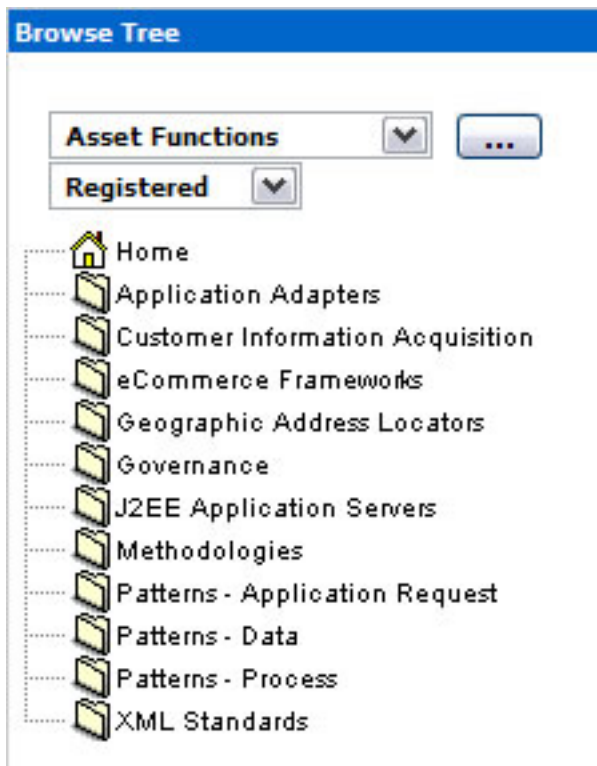 Browse Tree
Asset Functions ...
Registered
Home
Application Adapters
Customer Information Acquisition
eCommerce Frameworks
Geographic Address Locators
Governance
J2EE Application Servers
Methodologies
Patterns - Application Request
Patterns - Data
Patterns - Process
XML Standards